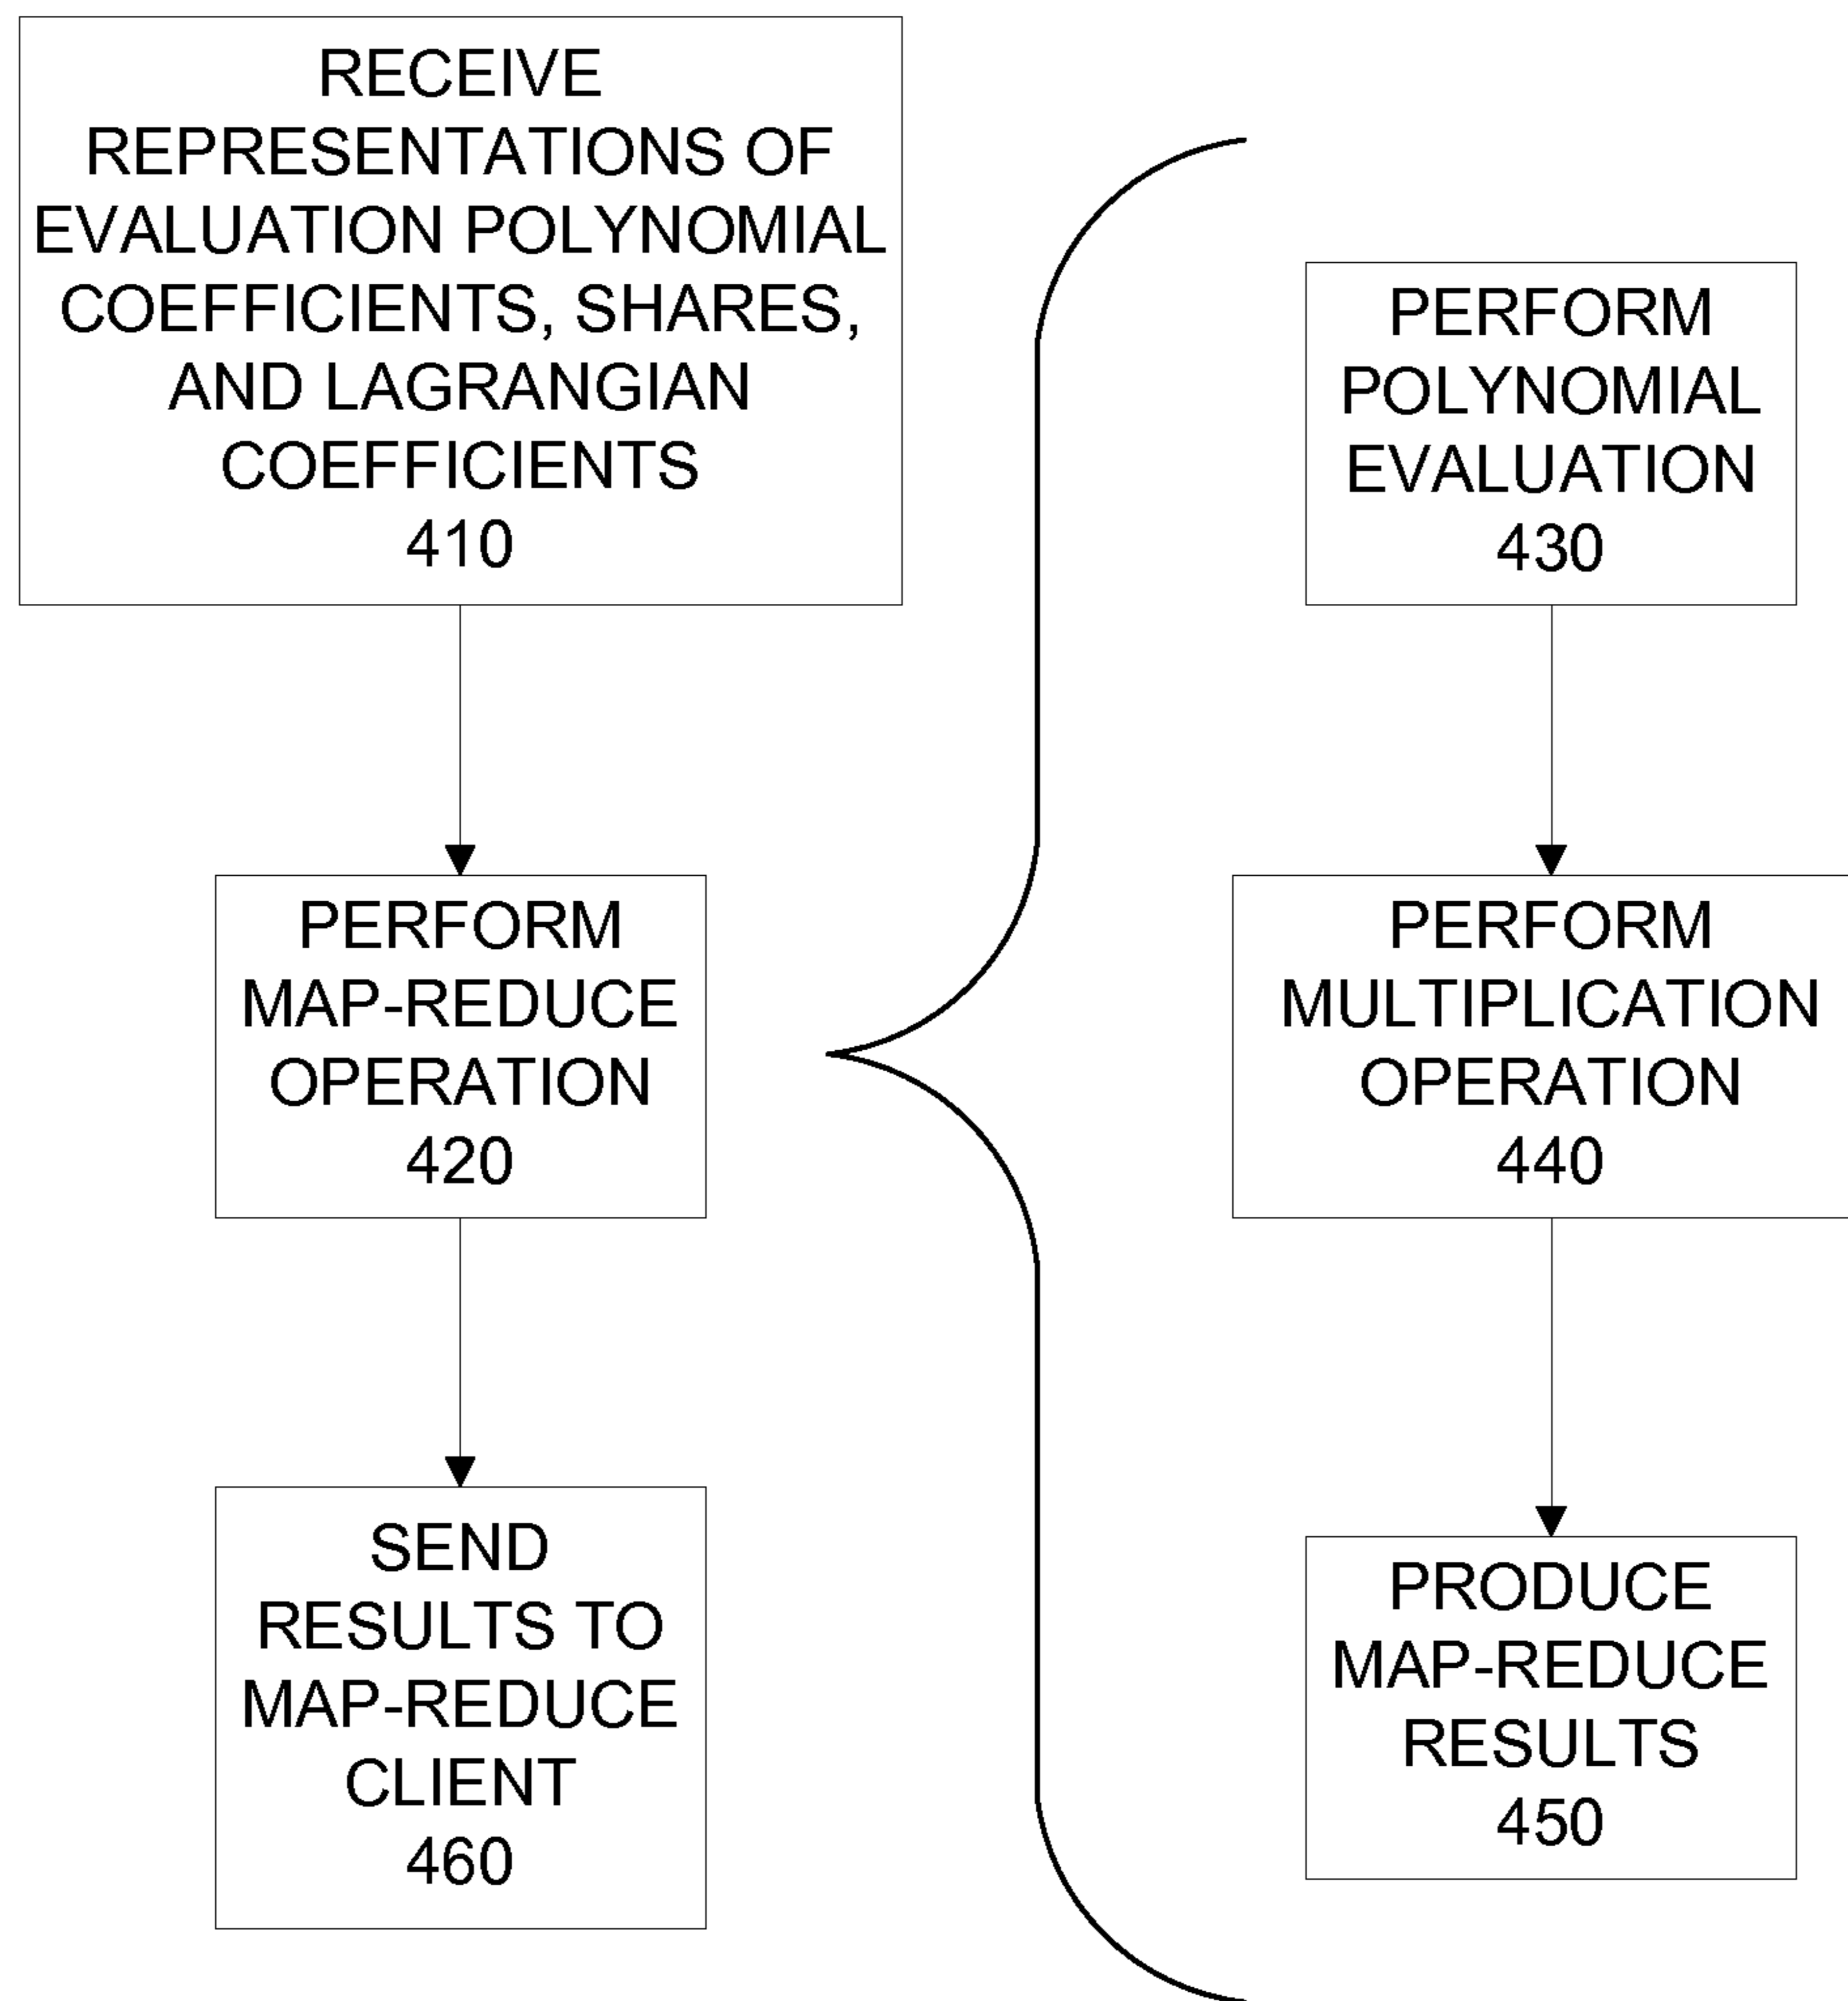 RECEIVE
REPRESENTATIONS OF
EVALUATION POLYNOMIAL
COEFFICIENTS, SHARES,
AND LAGRANGIAN
COEFFICIENTS
410
PERFORM
MAP-REDUCE
OPERATION
420
SEND
RESULTS TO
MAP-REDUCE
CLIENT
460
PERFORM
POLYNOMIAL
EVALUATION
430
PERFORM
MULTIPLICATION
OPERATION
440
PRODUCE
MAP-REDUCE
RESULTS
450